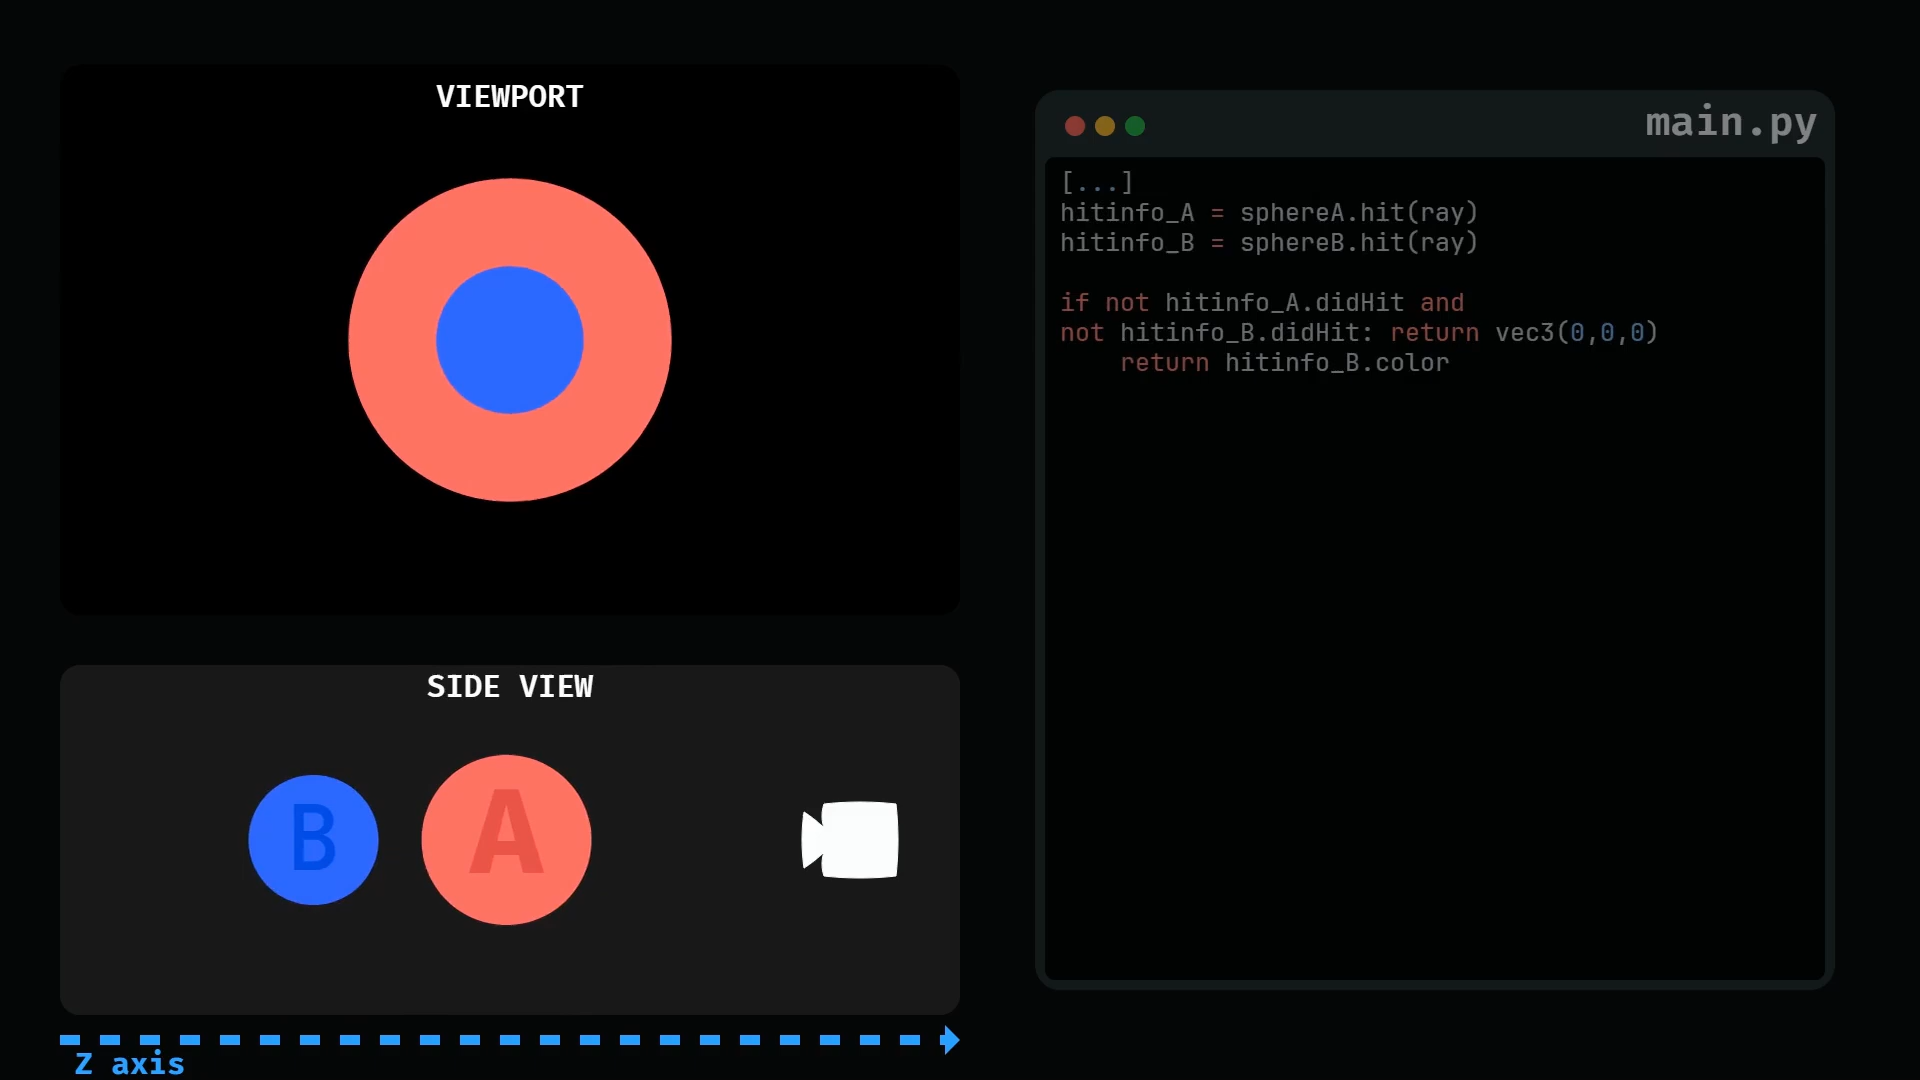 VIEWPORT
SIDE VIEW
B
A
Z axis
main.py
[...]
hitinfo_A = sphereA.hit(ray)
hitinfo_B = sphereB.hit(ray)
if not hitinfo_A.didHit and
not hitinfo_B.didHit: return vec3(0,0,0)
    return hitinfo_B.color